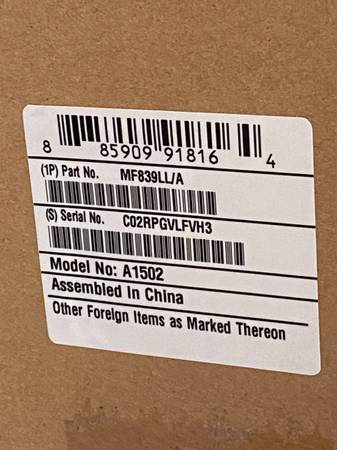 8 85909 91816 4
(1P) Part No. MF839LL/A
(S) Serial No. C02RPGVLFVH3
Model No: A1502
Assembled In China
Other Foreign Items as Marked Thereon